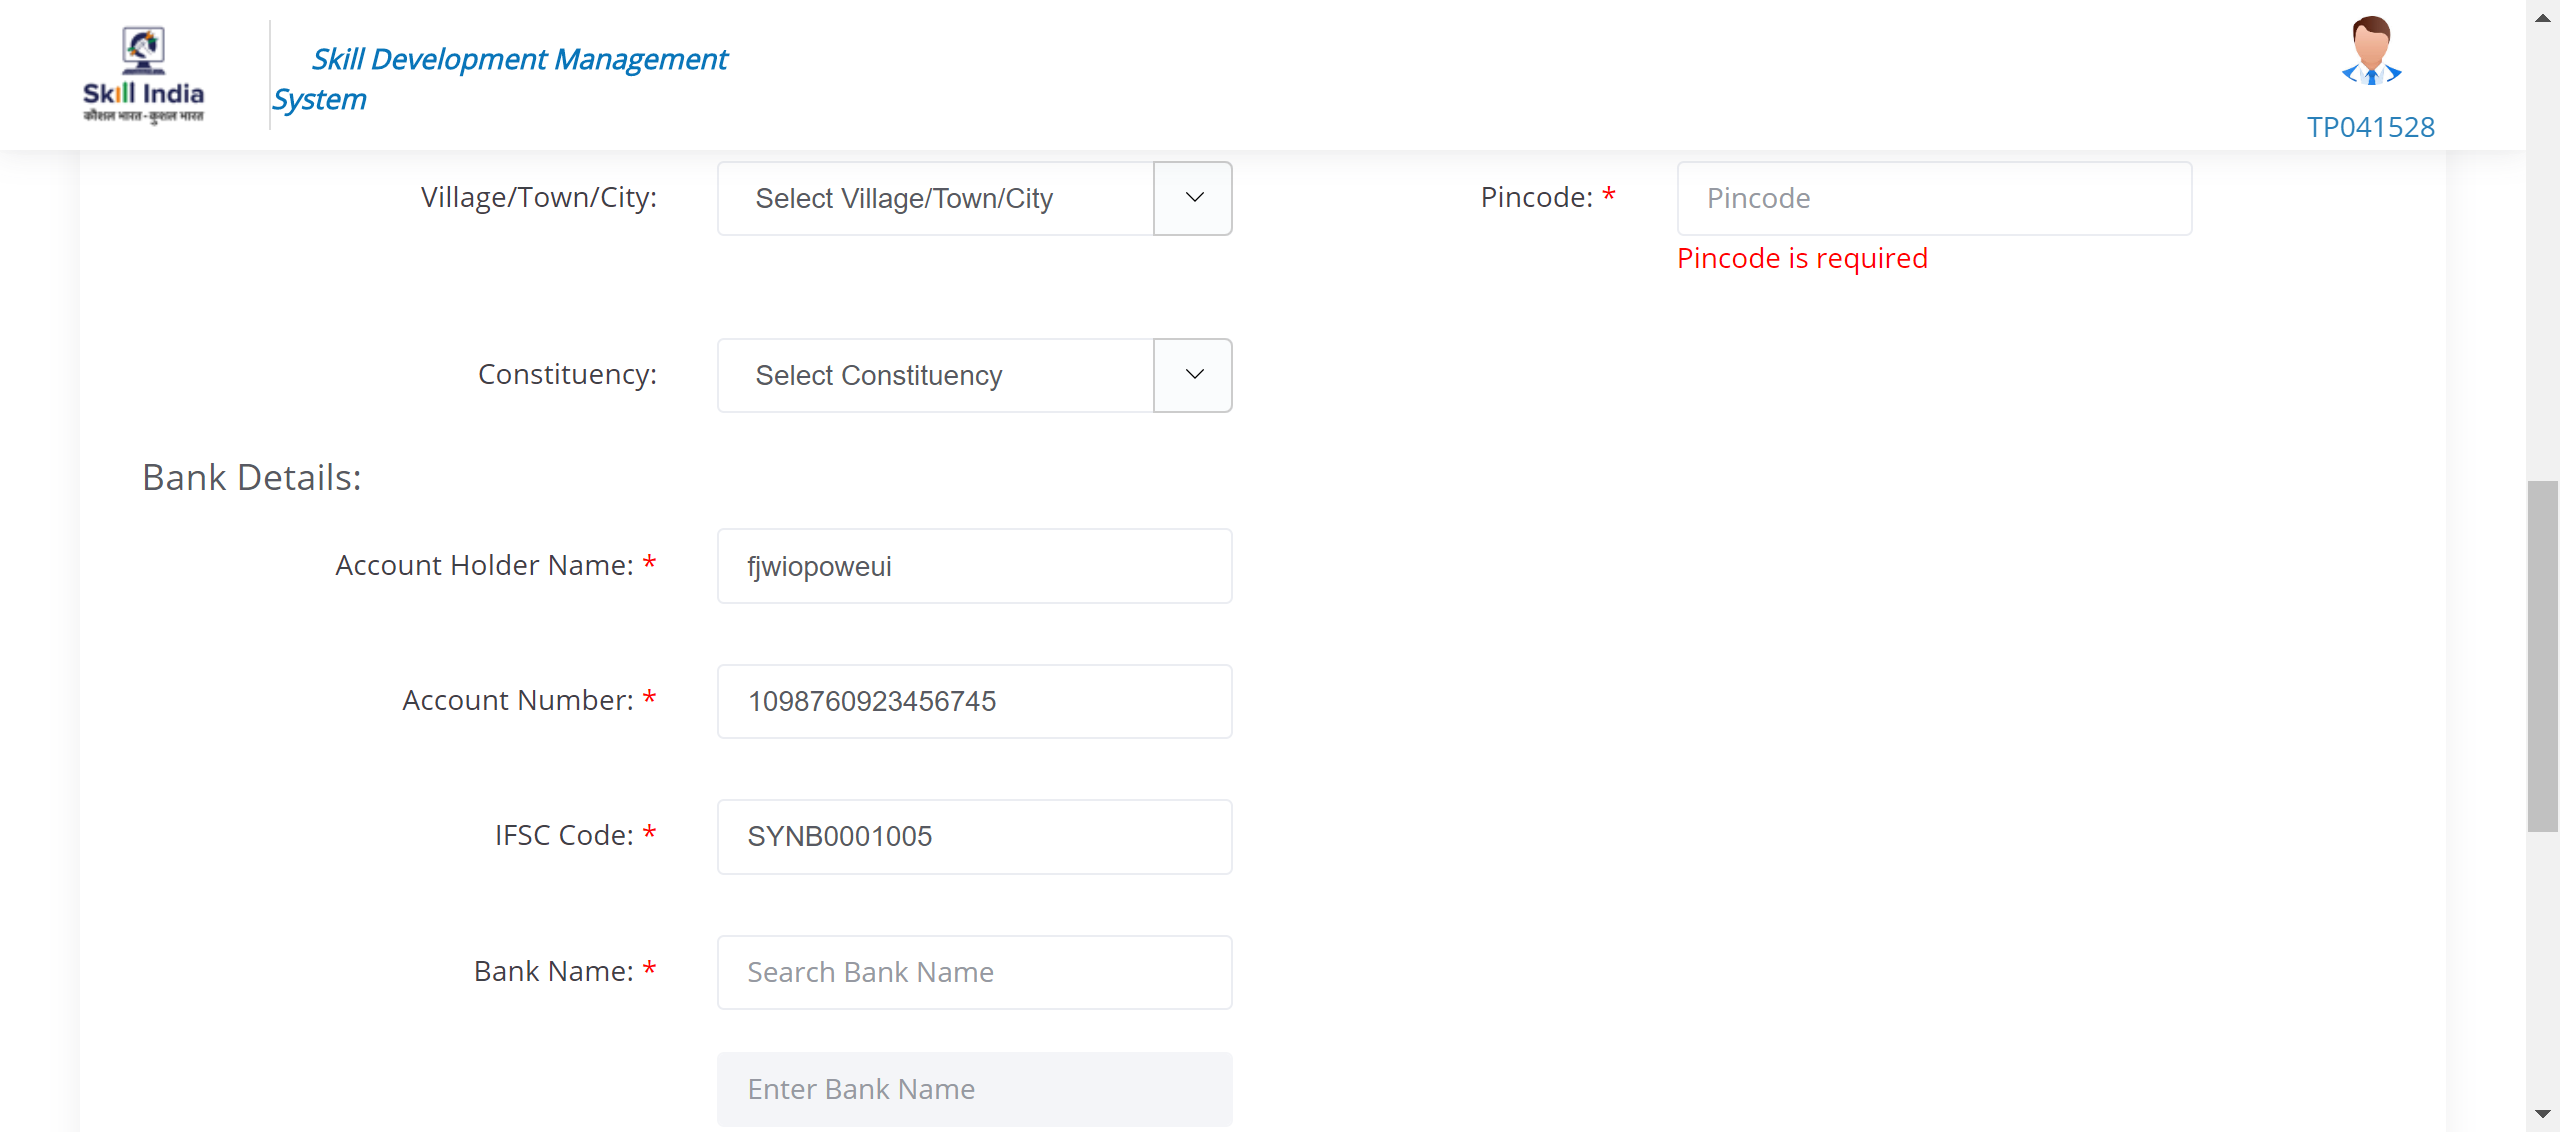 Skill India
कौशल भारत - कुशल भारत
Skill Development Management
System
TP041528
Village/Town/City:
Select Village/Town/City
Pincode: *
Pincode
Pincode is required
Constituency:
Select Constituency
Bank Details:
Account Holder Name: *
fjwiopoweui
Account Number: *
1098760923456745
IFSC Code: *
SYNB0001005
Bank Name: *
Search Bank Name
Enter Bank Name